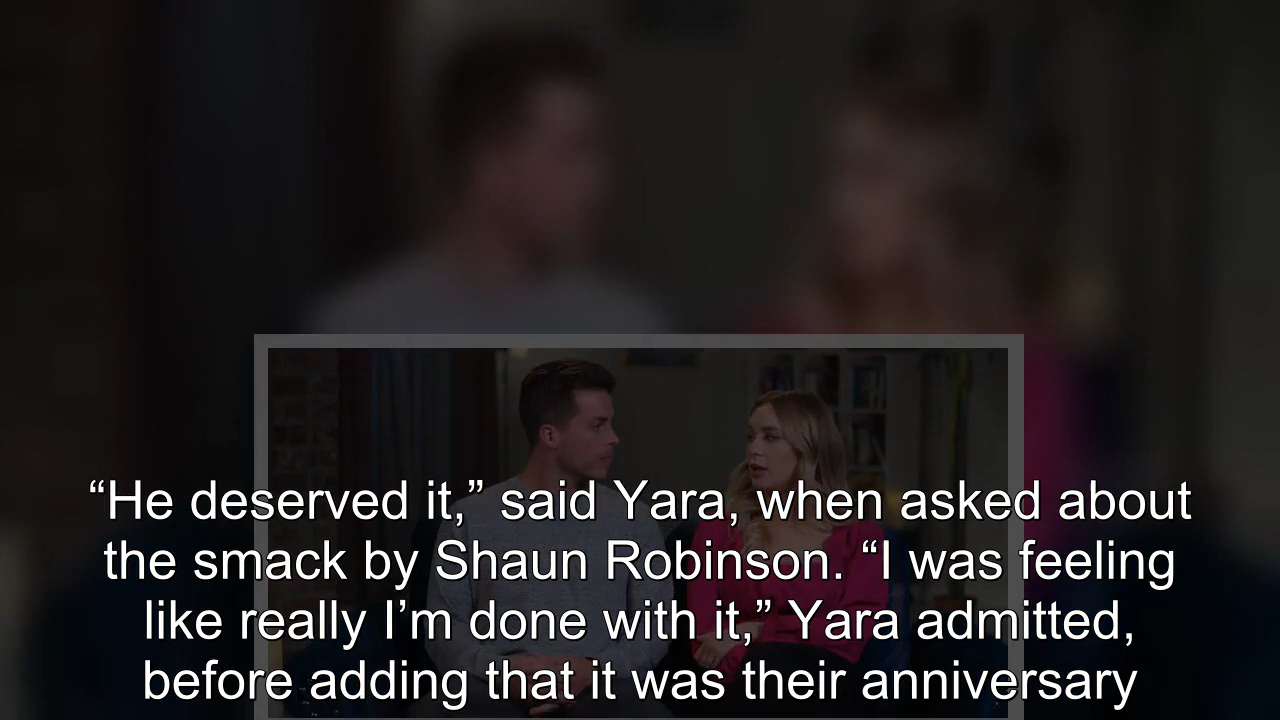 “He deserved it,” said Yara, when asked about
the smack by Shaun Robinson. “I was feeling
like really I’m done with it,” Yara admitted,
before adding that it was their anniversary